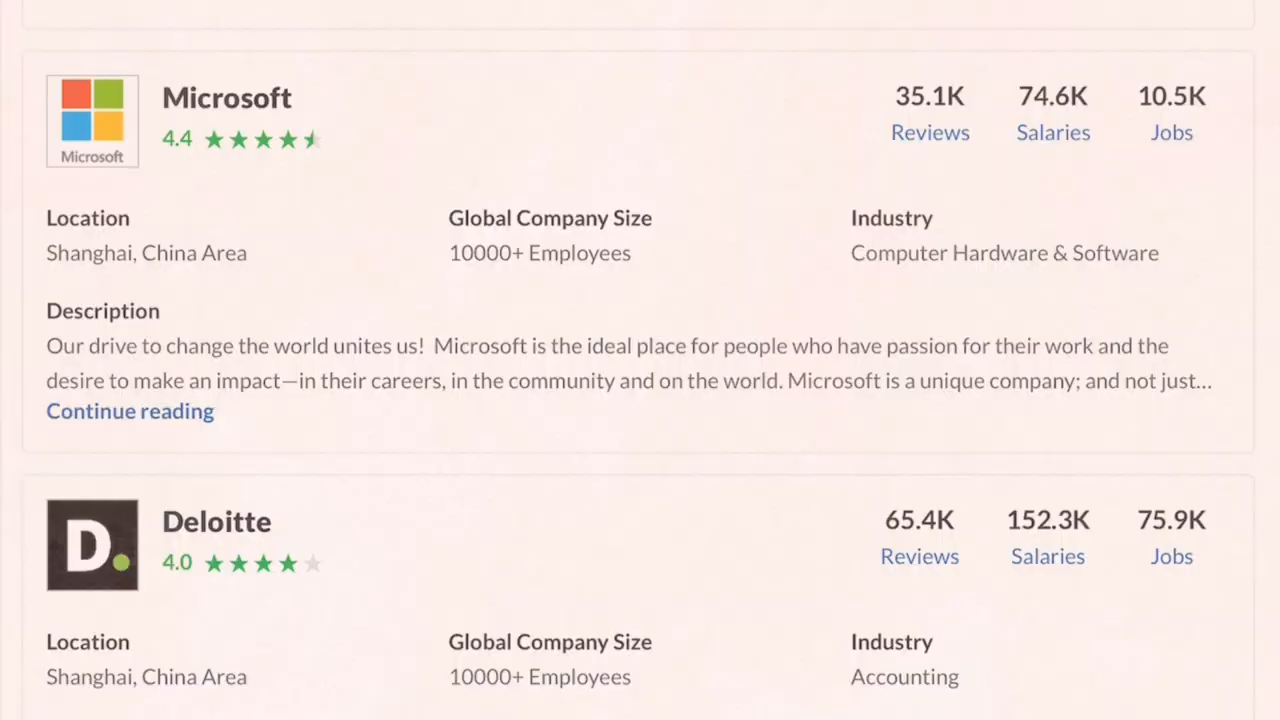 Microsoft
35.1K 74.6K 10.5K
4.4
Reviews Salaries Jobs
Microsoft
Location Global Company Size Industry
Shanghai, China Area 10000+ Employees Computer Hardware & Software
Description
Our drive to change the world unites us!  Microsoft is the ideal place for people who have passion for their work and the
desire to make an impact—in their careers, in the community and on the world. Microsoft is a unique company; and not just...
Continue reading
D.
Deloitte
65.4K 152.3K 75.9K
4.0
Reviews Salaries Jobs
Location Global Company Size Industry
Shanghai, China Area 10000+ Employees Accounting